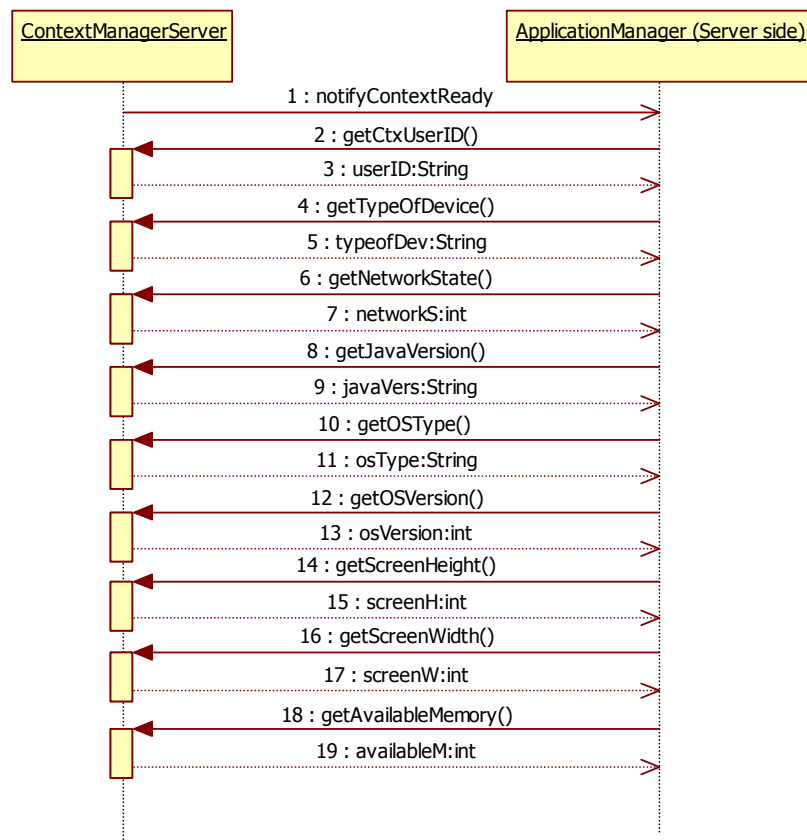 ContextManagerServer
ApplicationManager (Server side)
1 : notifyContextReady
2 : getCtxUserID()
3 : userID:String
4 : getTypeOfDevice()
5 : typeofDev:String
6 : getNetworkState()
7 : networkS:int
8 : getJavaVersion()
9 : javaVers:String
10 : getOSType()
11 : osType:String
12 : getOSVersion()
13 : osVersion:int
14 : getScreenHeight()
15 : screenH:int
16 : getScreenWidth()
17 : screenW:int
18 : getAvailableMemory()
19 : availableM:int